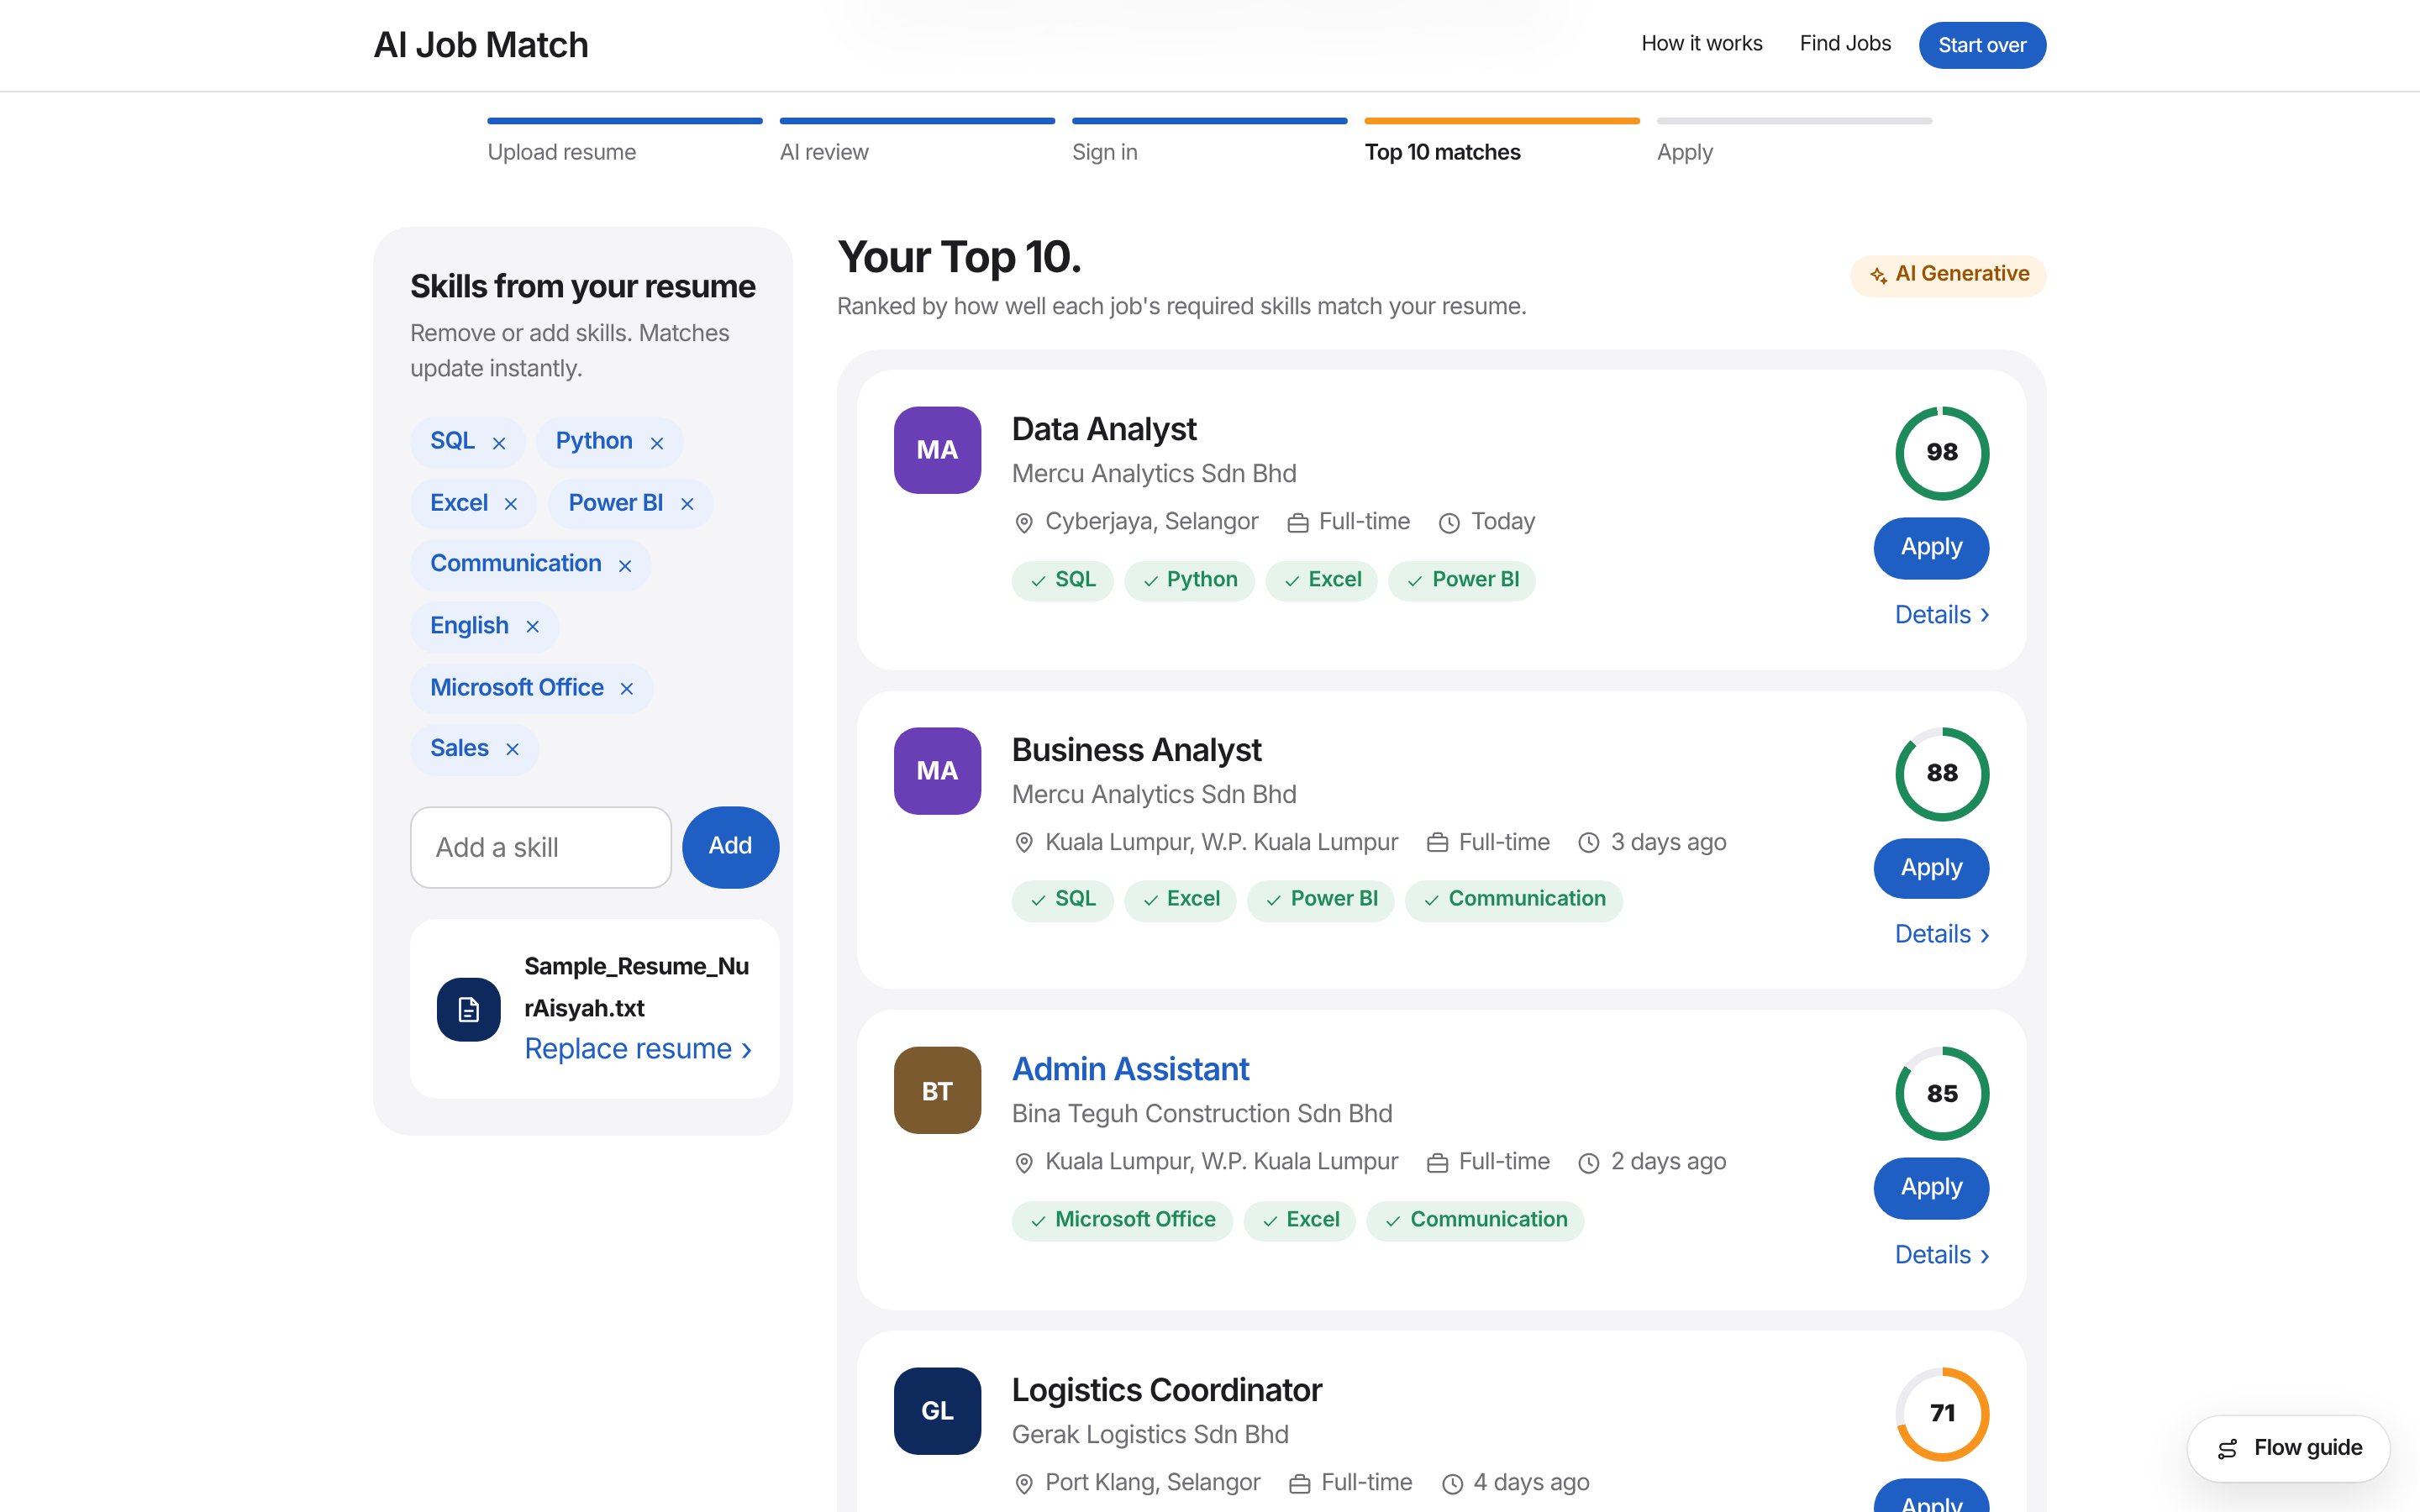 AI Job Match
How it works
Find Jobs
Start over
Upload resume
AI review
Sign in
Top 10 matches
Apply
Skills from your resume
Remove or add skills. Matches
update instantly.
SQL ×
Python ×
Excel ×
Power BI ×
Communication ×
English ×
Microsoft Office ×
Sales ×
Add a skill
Add
Sample_Resume_Nu
rAisyah.txt
Replace resume ›
Your Top 10.
Ranked by how well each job's required skills match your resume.
AI Generative
MA
Data Analyst
Mercu Analytics Sdn Bhd
Cyberjaya, Selangor
Full-time
Today
✓ SQL
✓ Python
✓ Excel
✓ Power BI
98
Apply
Details ›
MA
Business Analyst
Mercu Analytics Sdn Bhd
Kuala Lumpur, W.P. Kuala Lumpur
Full-time
3 days ago
✓ SQL
✓ Excel
✓ Power BI
✓ Communication
88
Apply
Details ›
BT
Admin Assistant
Bina Teguh Construction Sdn Bhd
Kuala Lumpur, W.P. Kuala Lumpur
Full-time
2 days ago
✓ Microsoft Office
✓ Excel
✓ Communication
85
Apply
Details ›
GL
Logistics Coordinator
Gerak Logistics Sdn Bhd
Port Klang, Selangor
Full-time
4 days ago
71
Apply
Flow guide